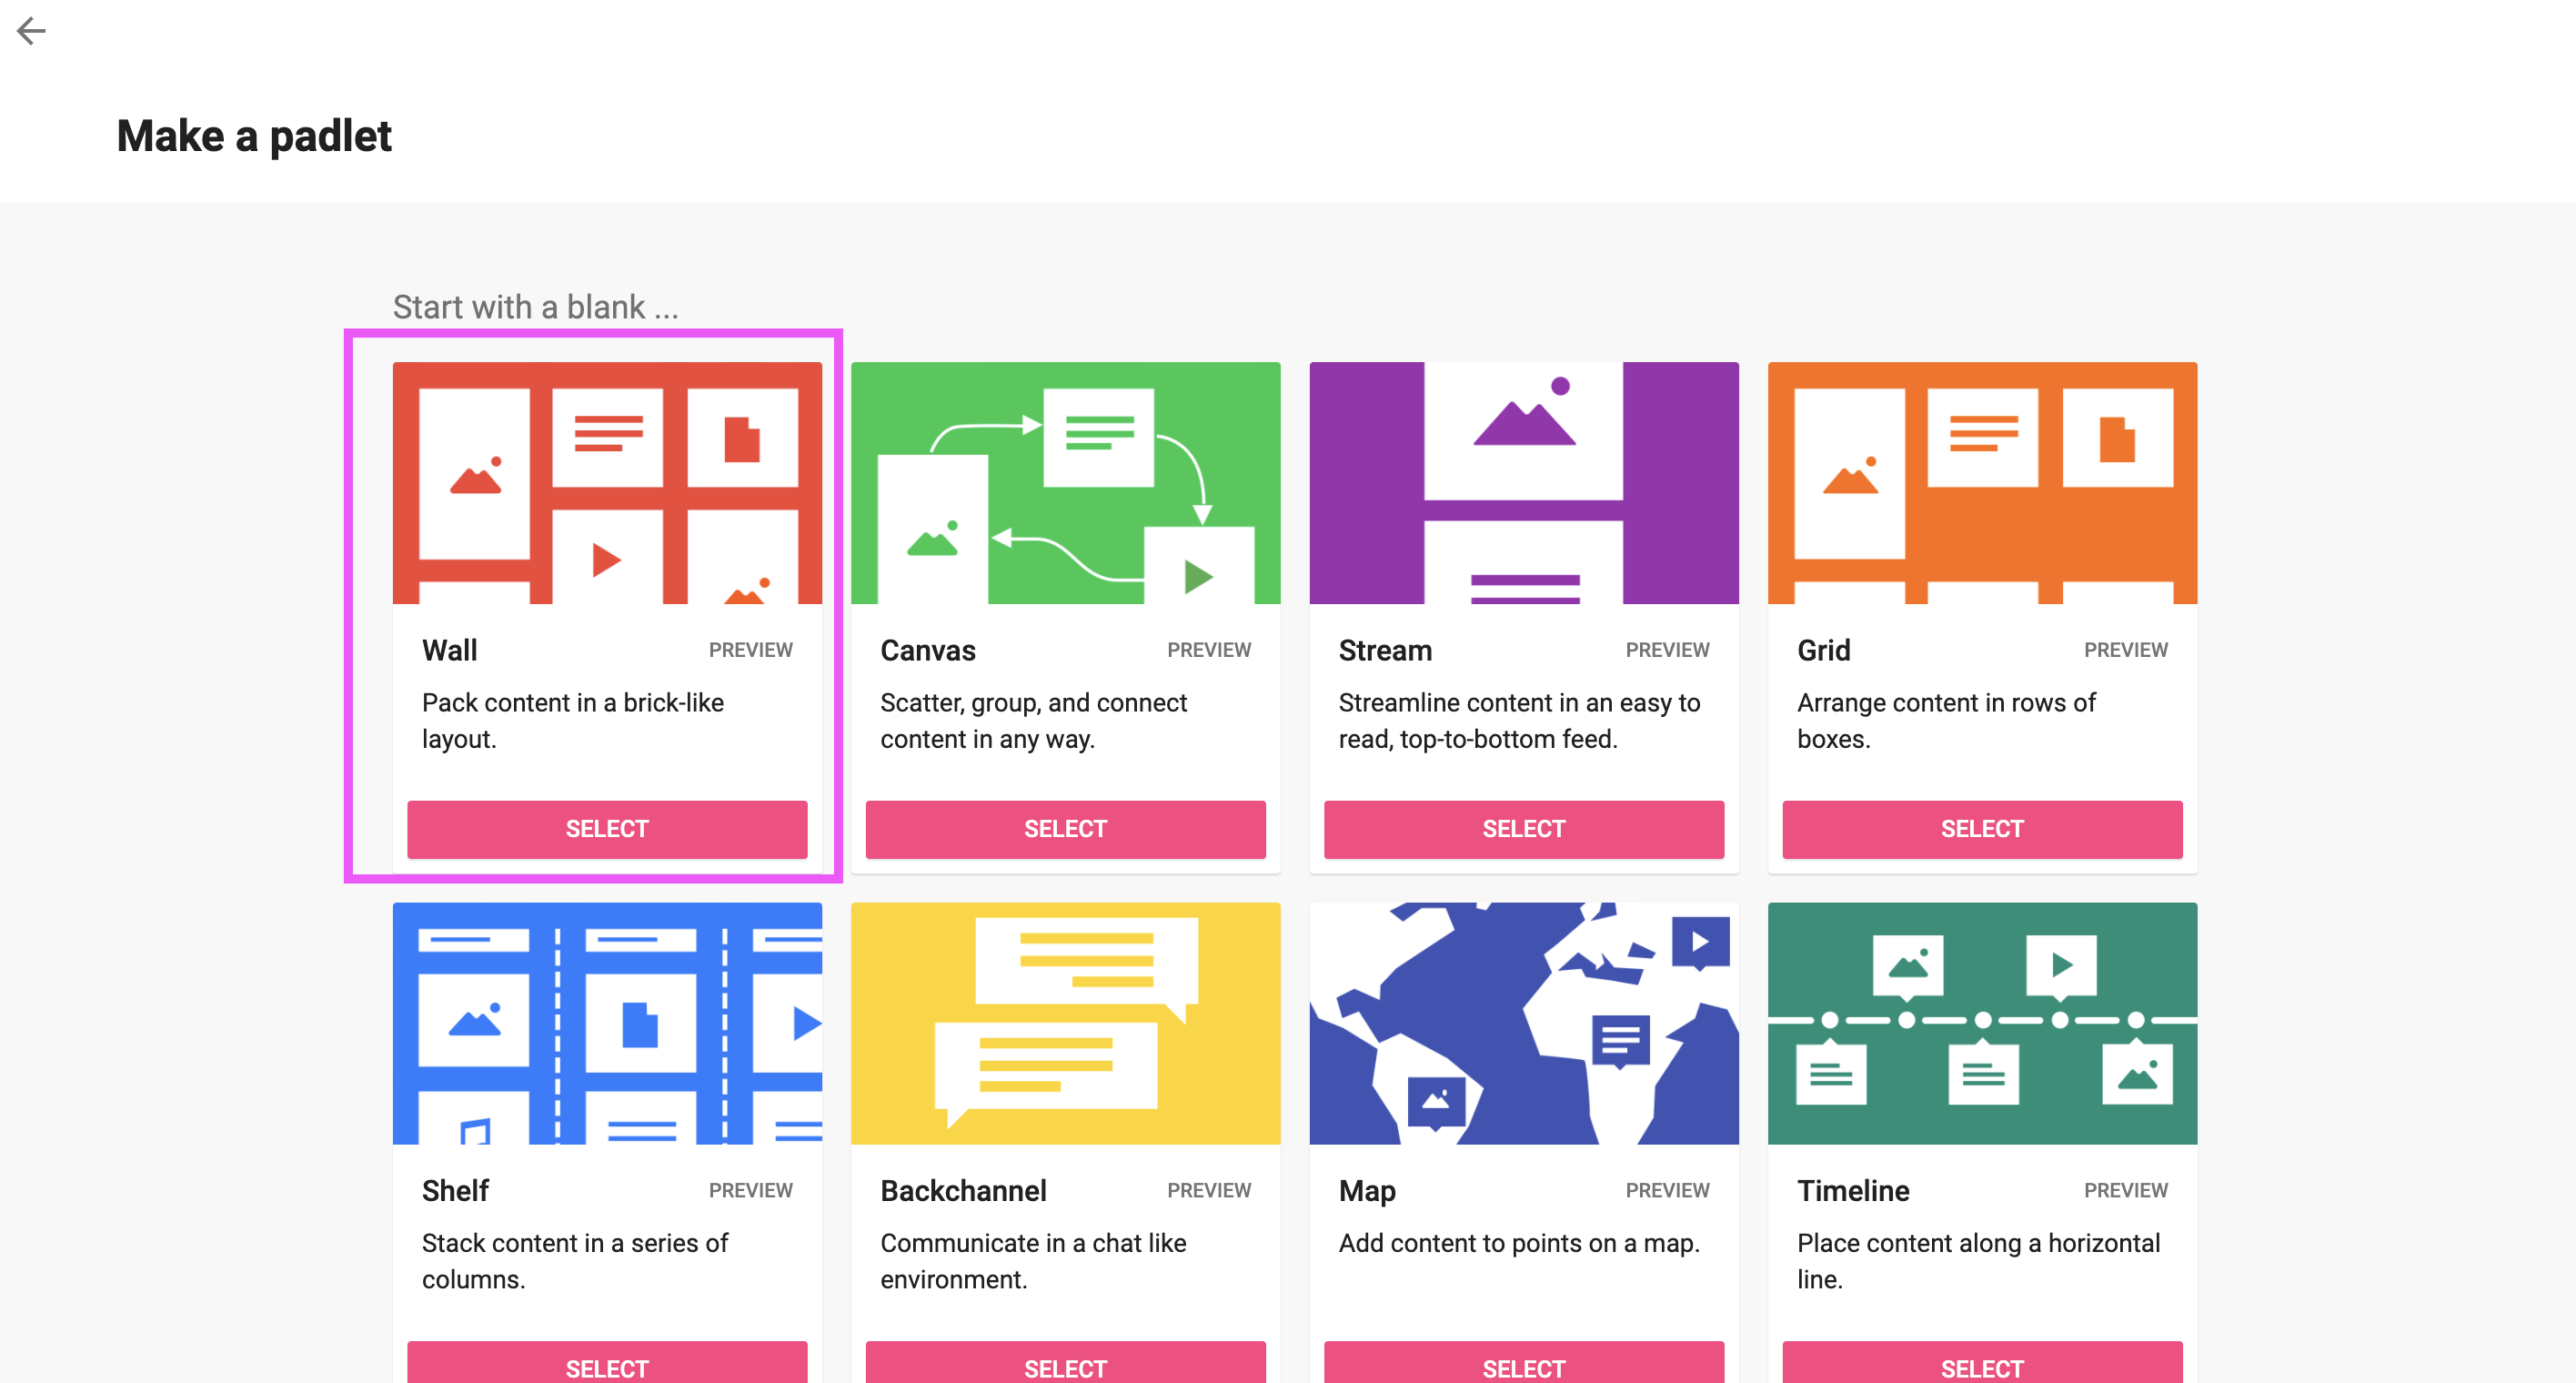 Make a padlet
Start with a blank ...
Wall
PREVIEW
Pack content in a brick-like
layout.
SELECT
Canvas
PREVIEW
Scatter, group, and connect
content in any way.
SELECT
Stream
PREVIEW
Streamline content in an easy to
read, top-to-bottom feed.
SELECT
Grid
PREVIEW
Arrange content in rows of
boxes.
SELECT
Shelf
PREVIEW
Stack content in a series of
columns.
SELECT
Backchannel
PREVIEW
Communicate in a chat like
environment.
SELECT
Map
PREVIEW
Add content to points on a map.
SELECT
Timeline
PREVIEW
Place content along a horizontal
line.
SELECT